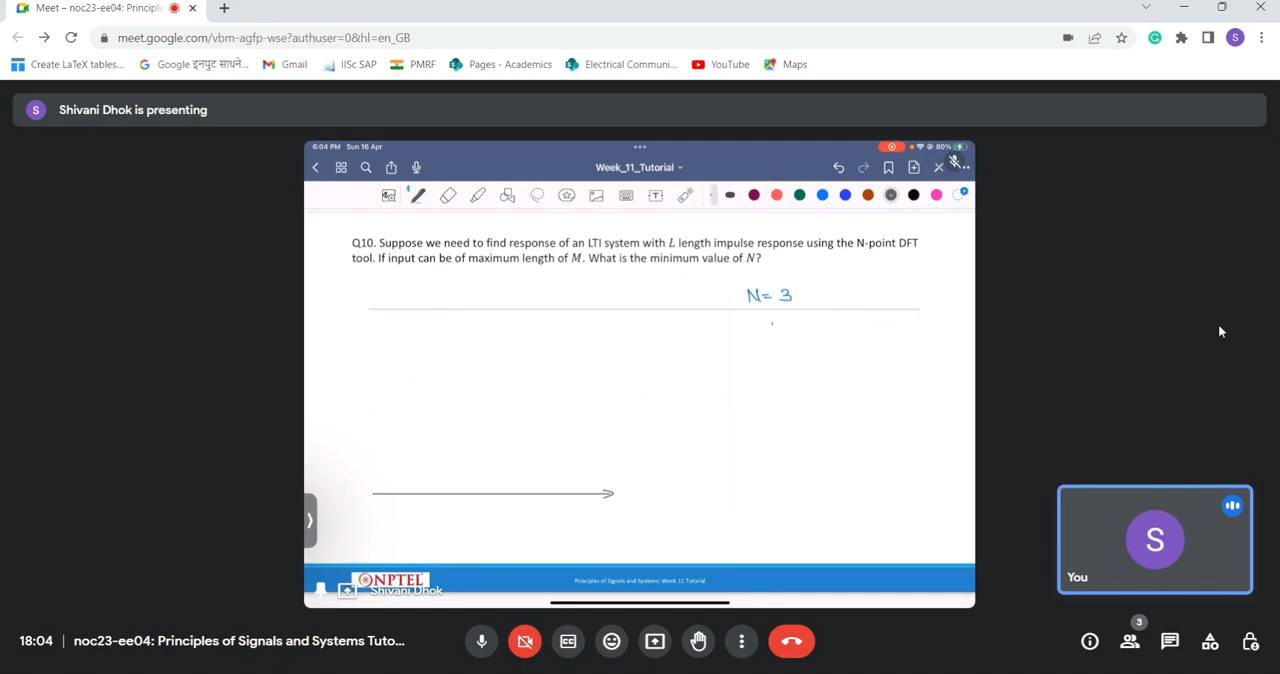 Meet – noc23-ee04: Principle
meet.google.com/vbm-agfp-wse?authuser=0&hl=en_GB
Create LaTeX tables... Google इनपुट साधने... Gmail IISc SAP PMRF Pages - Academics Electrical Communi... YouTube Maps
S Shivani Dhok is presenting
6:04 PM Sun 16 Apr 80%
Week_11_Tutorial
Q10. Suppose we need to find response of an LTI system with L length impulse response using the N-point DFT
tool. If input can be of maximum length of M. What is the minimum value of N?
N= 3
S
You
NPTEL
Principles of Signals and Systems: Week 11 Tutorial
Shivani Dhok
18:04 | noc23-ee04: Principles of Signals and Systems Tuto...
3